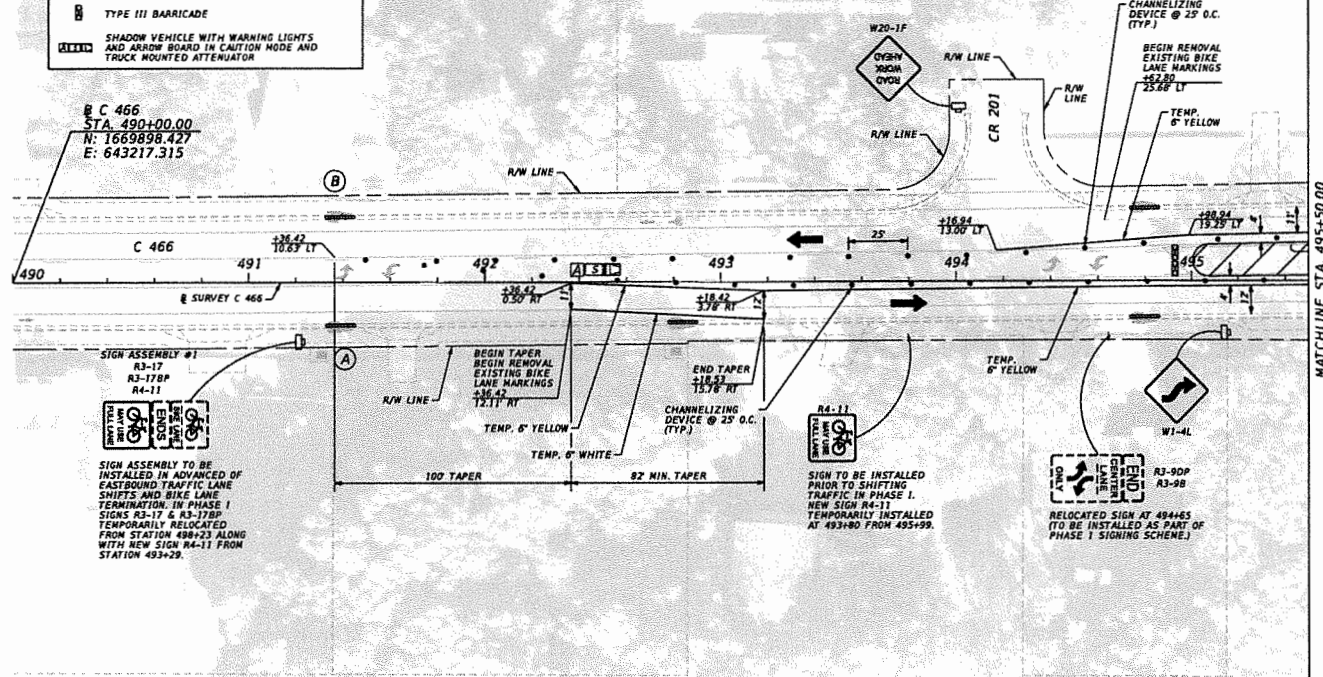 TYPE III BARRICADE
SHADOW VEHICLE WITH WARNING LIGHTS
AND ARROW BOARD IN CAUTION MODE AND
TRUCK MOUNTED ATTENUATOR
A S L
C 466
STA. 490+00.00
N: 1669898.427
E: 643217.315
W20-1F
ROAD
WORK
AHEAD
R/W LINE
R/W
LINE
R/W LINE
CR 201
CHANNELIZING
DEVICE @ 25' O.C.
(TYP.)
BEGIN REMOVAL
EXISTING BIKE
LANE MARKINGS
+62.80
25.68' LT
TEMP.
6" YELLOW
R/W LINE
B
C 466
+36.42
10.63' LT
+16.94
13.00' LT
+98.94
19.25' LT
4'
11'
25'
490
491
492
493
494
495
A S L
SURVEY C 466
+36.42
0.50' RT
11'
+18.42
3.78' RT
12'
4'
12'
MATCHLINE STA. 495+50.00
A
SIGN ASSEMBLY #1
R3-17
R3-17BP
R4-11
BIKE LANE
ENDS
MAY USE
FULL LANE
SIGN ASSEMBLY TO BE
INSTALLED IN ADVANCED OF
EASTBOUND TRAFFIC LANE
SHIFTS AND BIKE LANE
TERMINATION. IN PHASE I
SIGNS R3-17 & R3-17BP
TEMPORARILY RELOCATED
FROM STATION 498+23 ALONG
WITH NEW SIGN R4-11 FROM
STATION 493+29.
R/W LINE
BEGIN TAPER
BEGIN REMOVAL
EXISTING BIKE
LANE MARKINGS
+36.42
12.11' RT
TEMP. 6" YELLOW
TEMP. 6" WHITE
END TAPER
+18.53
15.78' RT
CHANNELIZING
DEVICE @ 25' O.C.
(TYP.)
100' TAPER
82' MIN. TAPER
R4-11
MAY USE
FULL LANE
SIGN TO BE INSTALLED
PRIOR TO SHIFTING
TRAFFIC IN PHASE I.
NEW SIGN R4-11
TEMPORARILY INSTALLED
AT 493+80 FROM 495+99.
TEMP.
6" YELLOW
W1-4L
END
CENTER
LANE
ONLY
R3-9DP
R3-9B
RELOCATED SIGN AT 494+65
(TO BE INSTALLED AS PART OF
PHASE 1 SIGNING SCHEME.)